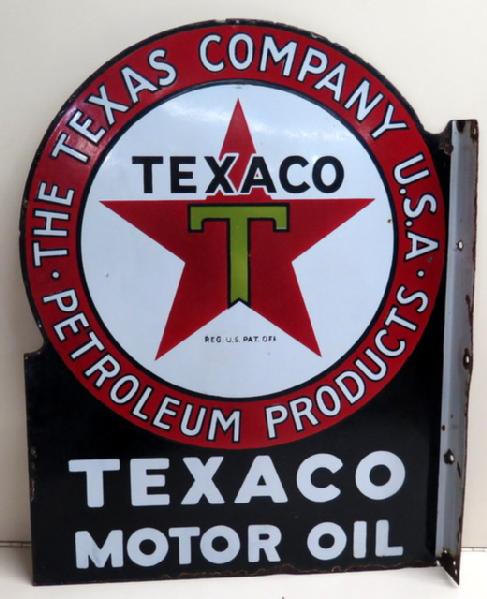 THE TEXAS COMPANY U.S.A.
PETROLEUM PRODUCTS
TEXACO
T
REG. U.S. PAT. OFF.
TEXACO
MOTOR OIL